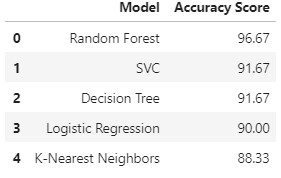 Model Accuracy Score
0 Random Forest 96.67
1 SVC 91.67
2 Decision Tree 91.67
3 Logistic Regression 90.00
4 K-Nearest Neighbors 88.33